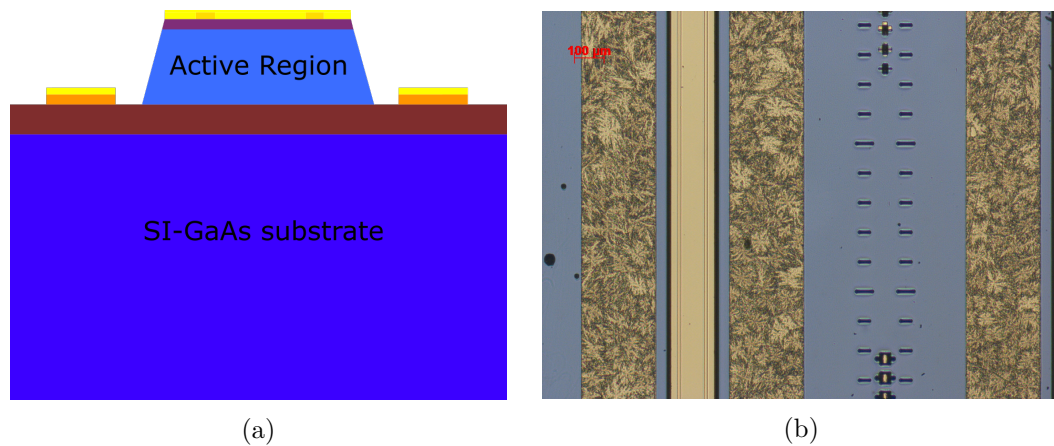 Active Region
100 μm
SI-GaAs substrate
(a)
(b)